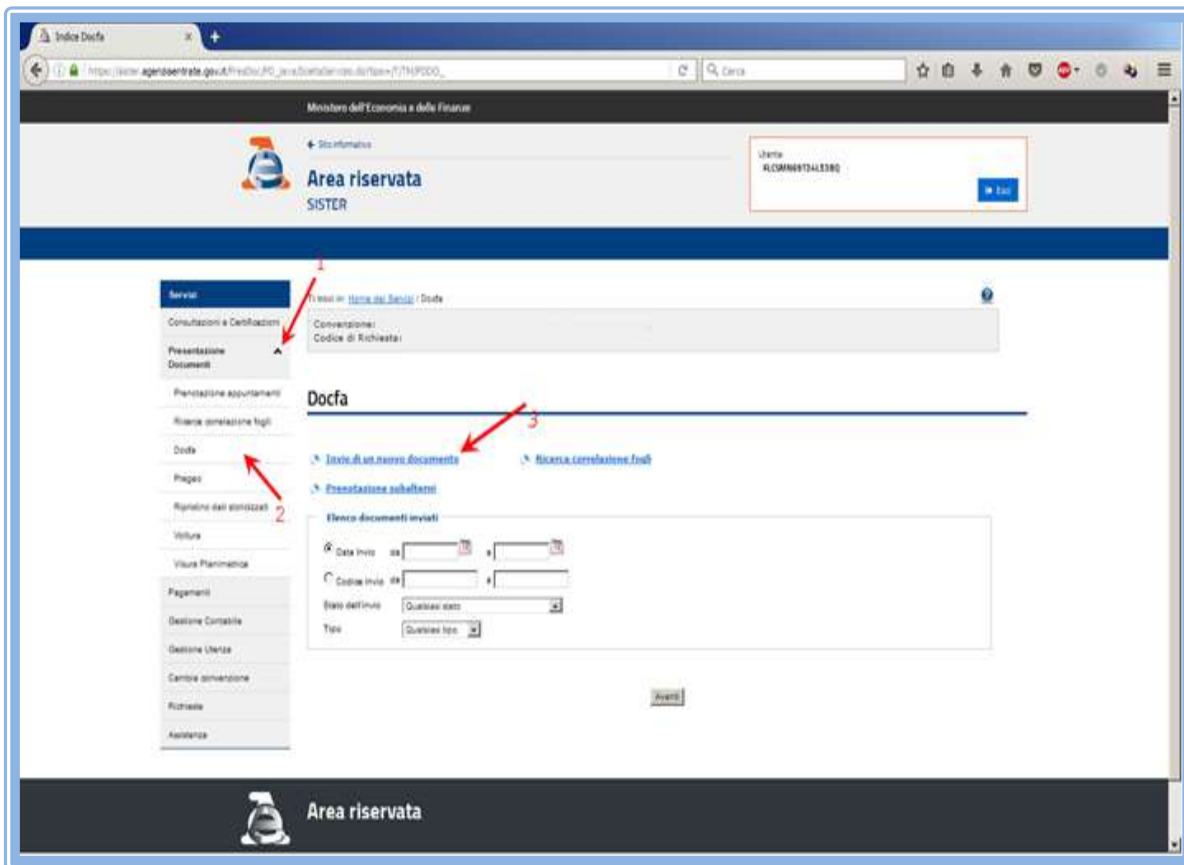 Indice Docfa
Cerca
Ministero dell'Economia e delle Finanze
Sito informativo
Area riservata
SISTER
Utente
Esci
1
Servizi
Consultazioni e Certificazioni
Presentazione
Documenti
Prenotazione appuntamenti
Ricerca correlazione fogli
Docfa
Pregeo
2
Ripristino dati storicizzati
Voltura
Visura Planimetrica
Pagamenti
Gestione Contabile
Gestione Utenze
Cambia convenzione
Richieste
Assistenza
Ti trovi in: Home dei Servizi / Docfa
Convenzione:
Codice di Richiesta:
Docfa
3
Invio di un nuovo documento
Ricerca correlazione fogli
Prenotazione subalterni
Elenco documenti inviati
Data Invio da a
Codice invio da a
Stato dell'invio Qualsiasi stato
Tipo Qualsiasi tipo
Avanti
Area riservata